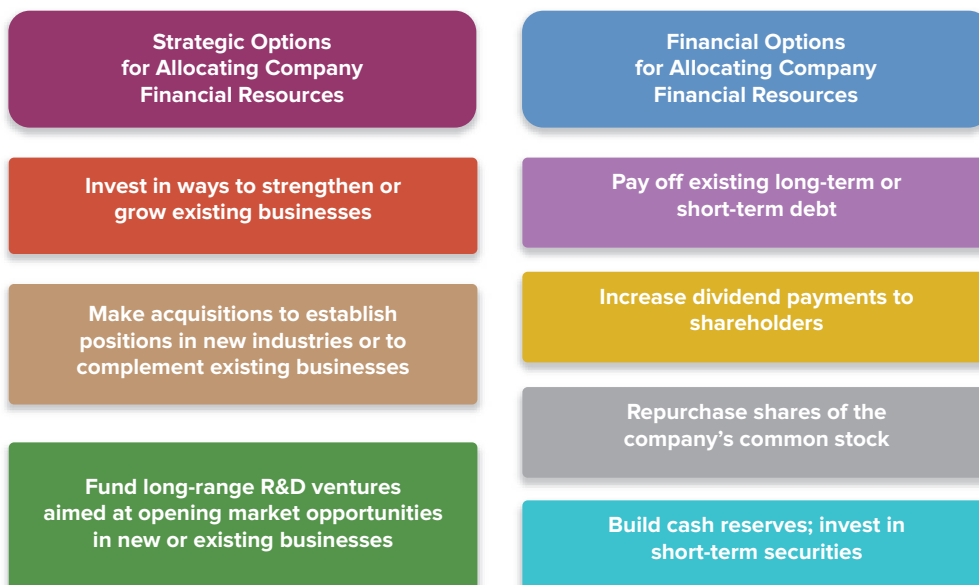 Strategic Options
for Allocating Company
Financial Resources
Invest in ways to strengthen or
grow existing businesses
Make acquisitions to establish
positions in new industries or to
complement existing businesses
Fund long-range R&D ventures
aimed at opening market opportunities
in new or existing businesses
Financial Options
for Allocating Company
Financial Resources
Pay off existing long-term or
short-term debt
Increase dividend payments to
shareholders
Repurchase shares of the
company’s common stock
Build cash reserves; invest in
short-term securities